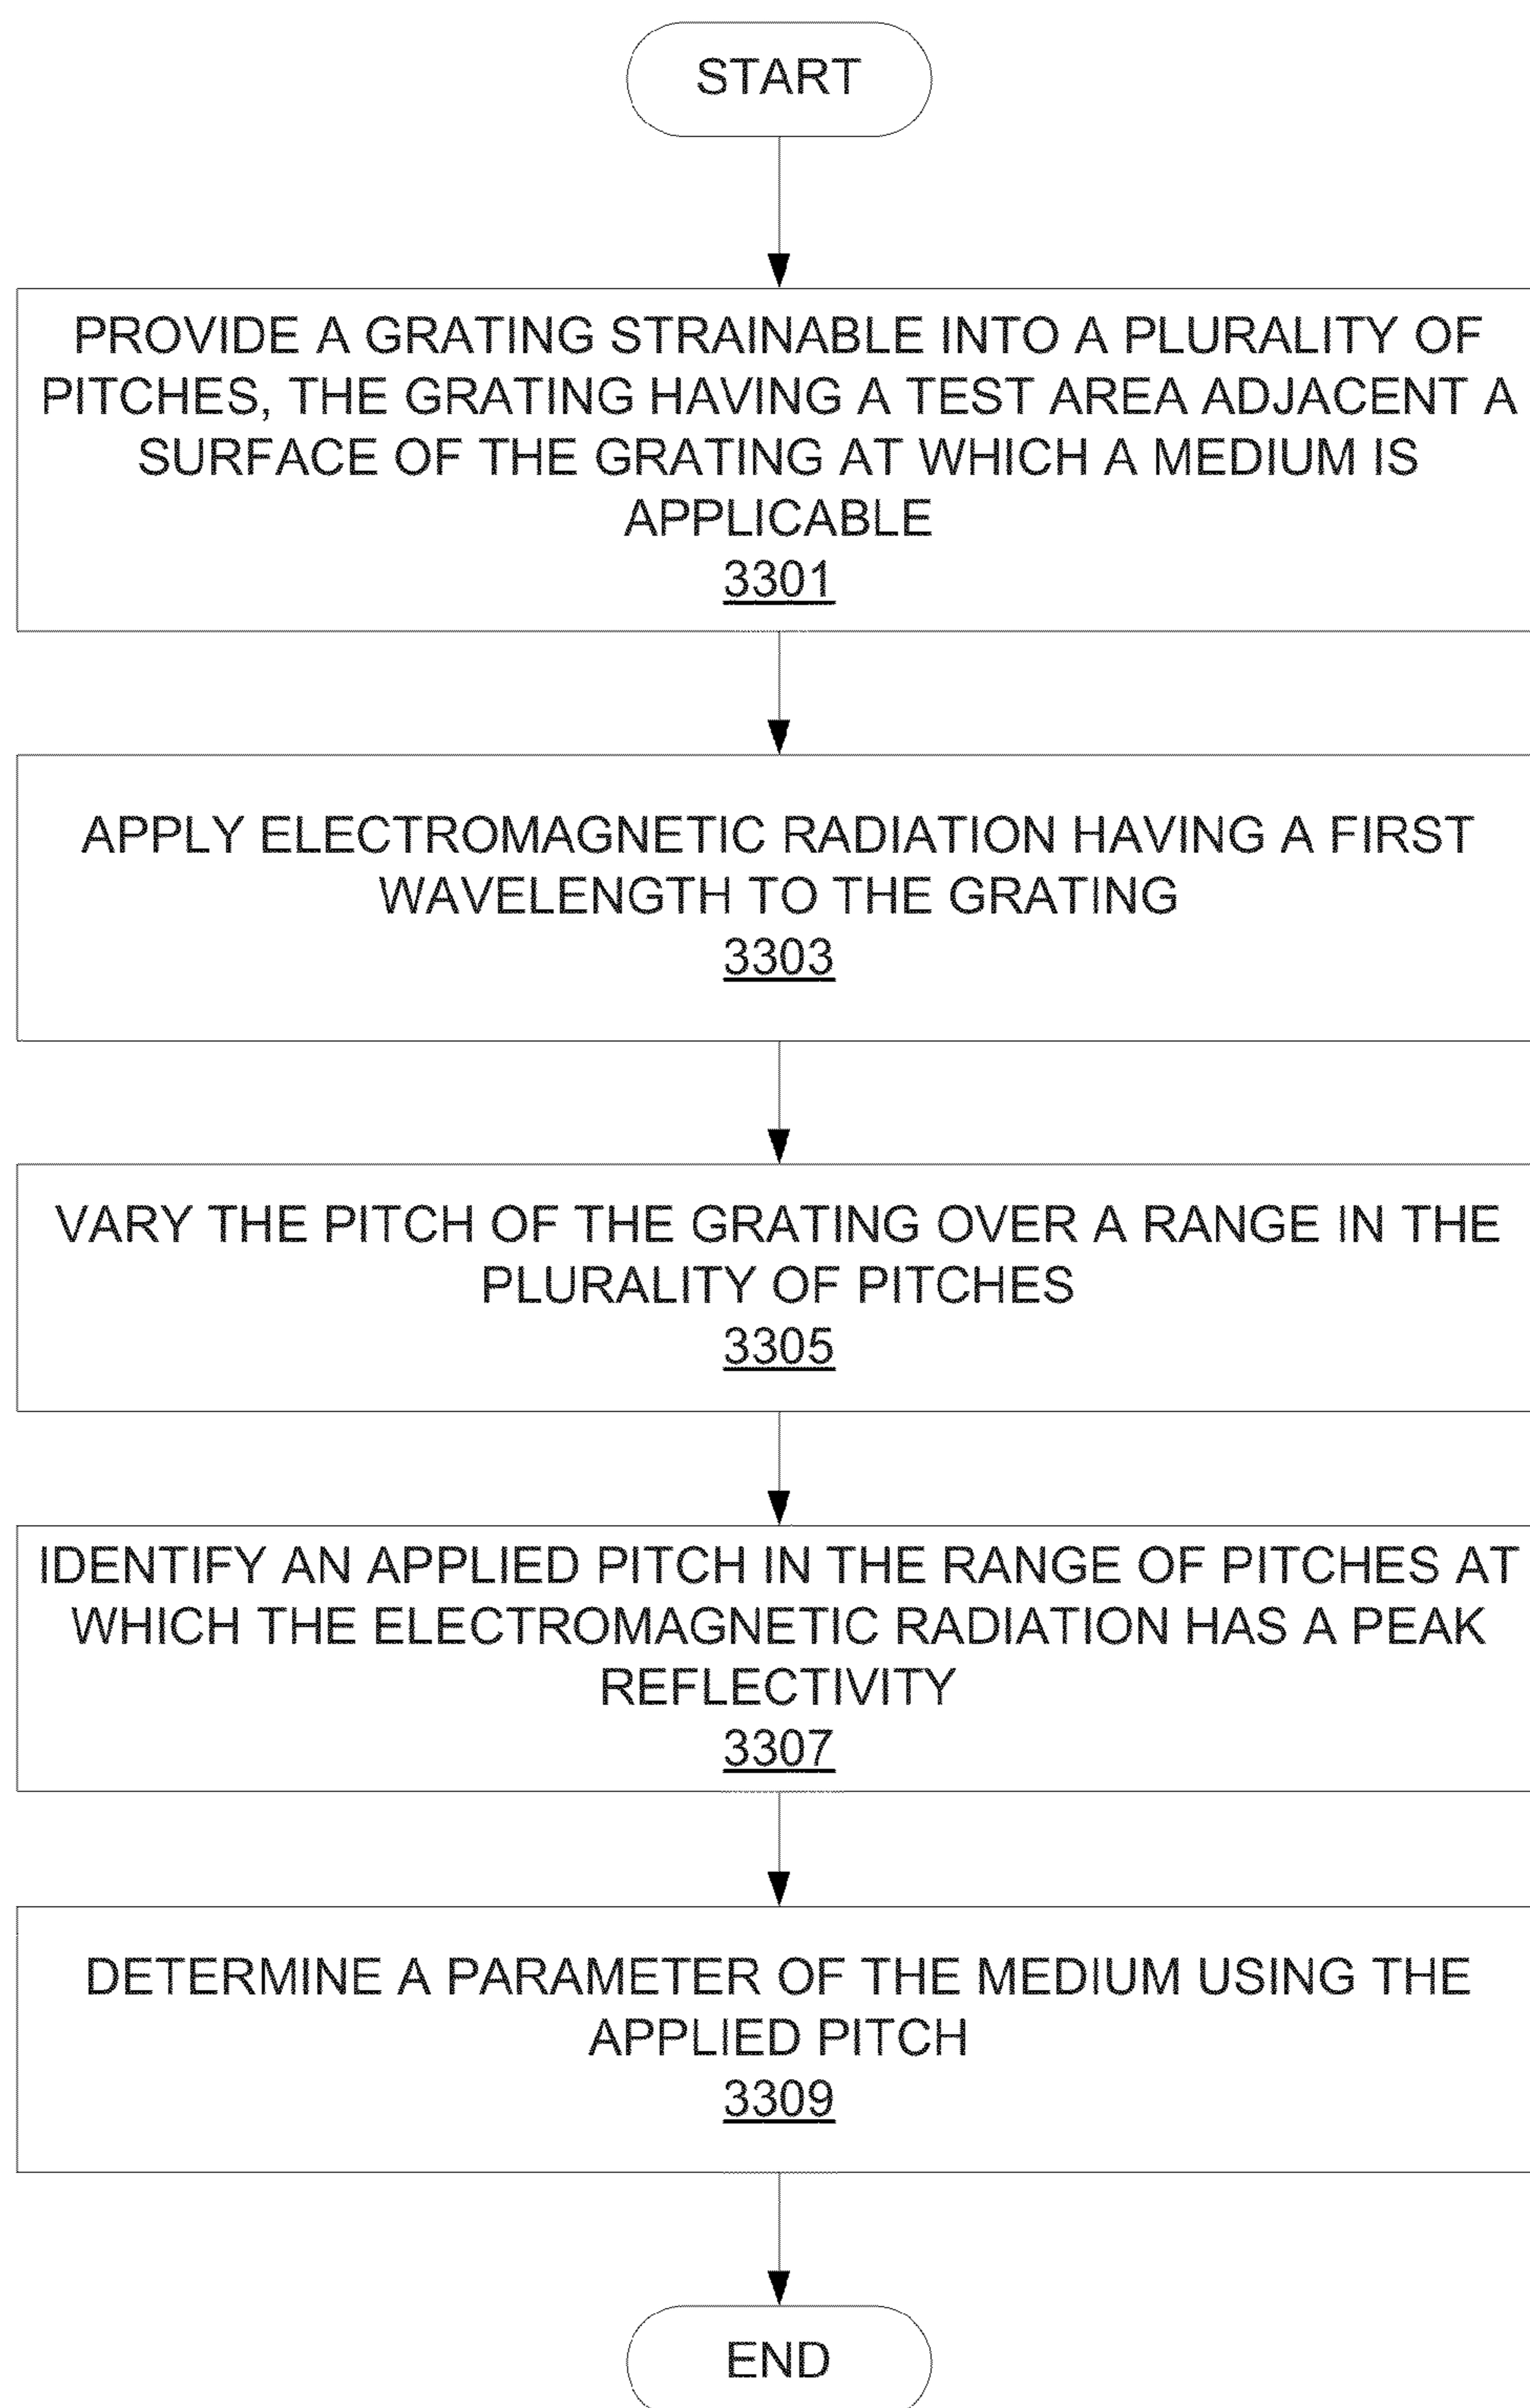 START
PROVIDE A GRATING STRAINABLE INTO A PLURALITY OF
PITCHES, THE GRATING HAVING A TEST AREA ADJACENT A
SURFACE OF THE GRATING AT WHICH A MEDIUM IS
APPLICABLE
3301
APPLY ELECTROMAGNETIC RADIATION HAVING A FIRST
WAVELENGTH TO THE GRATING
3303
VARY THE PITCH OF THE GRATING OVER A RANGE IN THE
PLURALITY OF PITCHES
3305
IDENTIFY AN APPLIED PITCH IN THE RANGE OF PITCHES AT
WHICH THE ELECTROMAGNETIC RADIATION HAS A PEAK
REFLECTIVITY
3307
DETERMINE A PARAMETER OF THE MEDIUM USING THE
APPLIED PITCH
3309
END